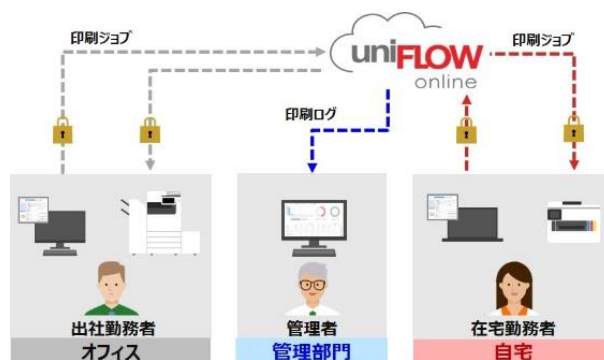 印刷ジョブ
uniFLOW
online
印刷ジョブ
印刷ログ
出社勤務者
オフィス
管理者
管理部門
在宅勤務者
自宅